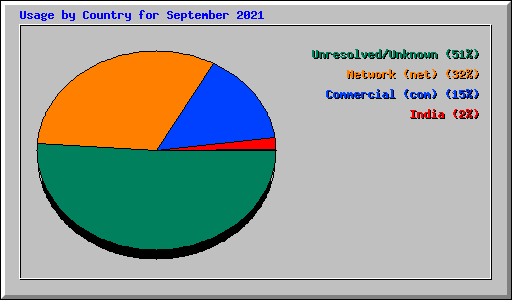 Usage by Country for September 2021
Unresolved/Unknown (51%)
Network (net) (32%)
Commercial (com) (15%)
India (2%)